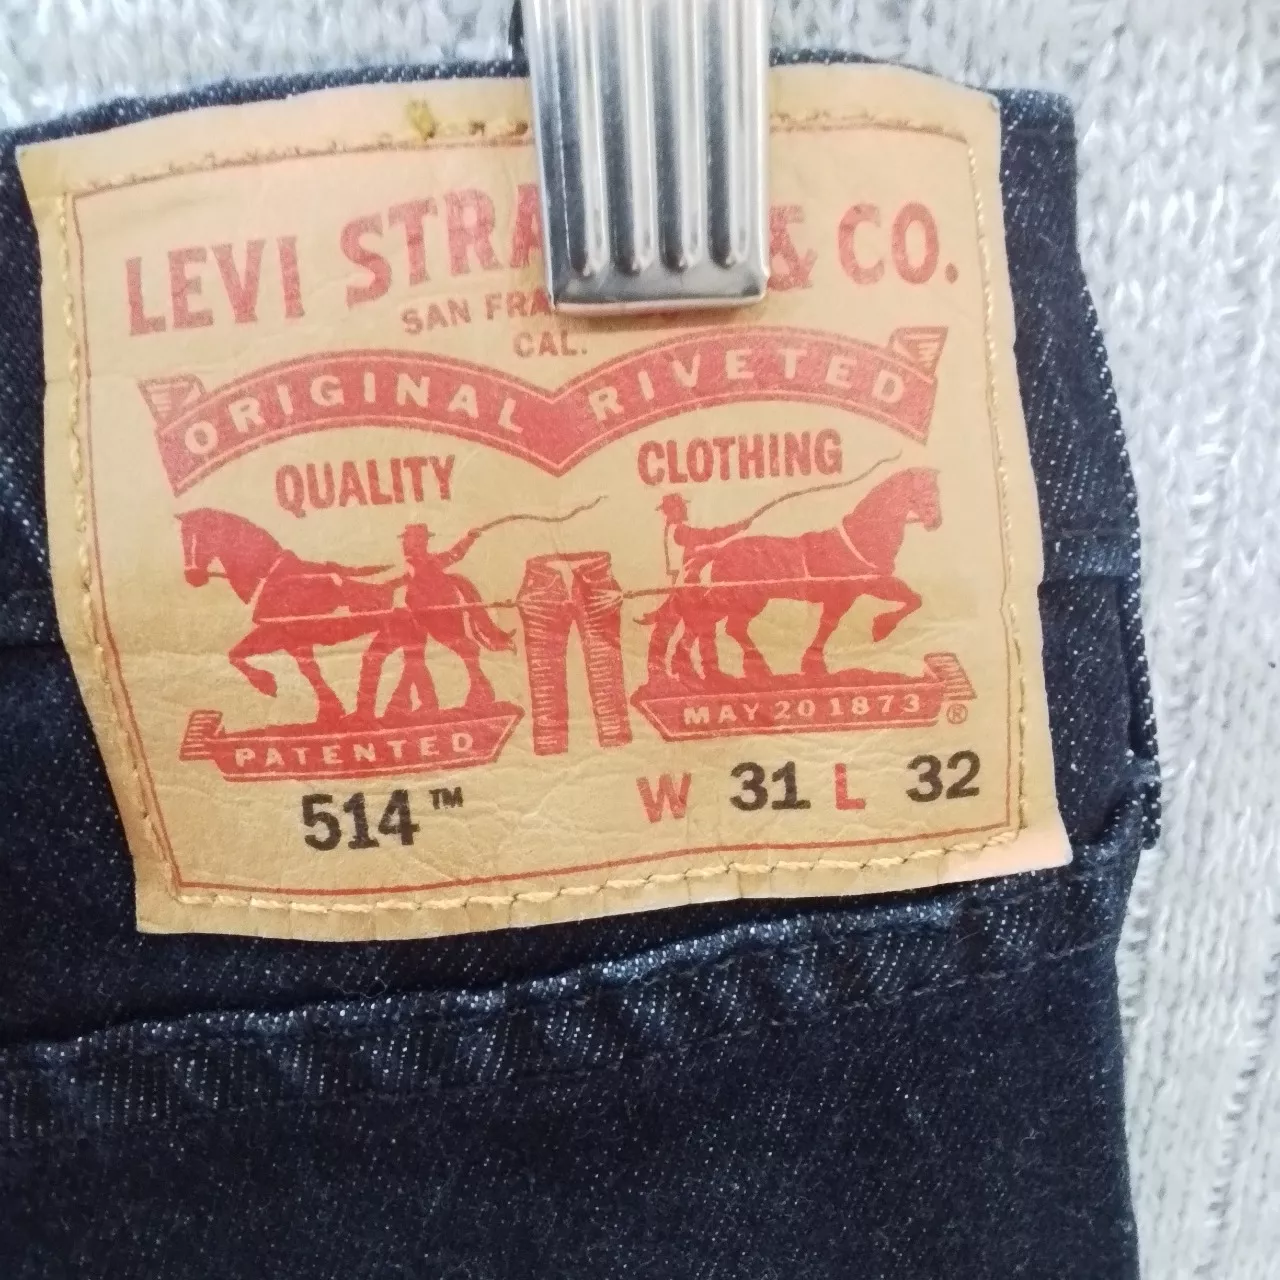 LEVI STRA & CO.
SAN FRA
CAL.
ORIGINAL RIVETED
QUALITY CLOTHING
PATENTED MAY 20 1873 ®
514™ W 31 L 32